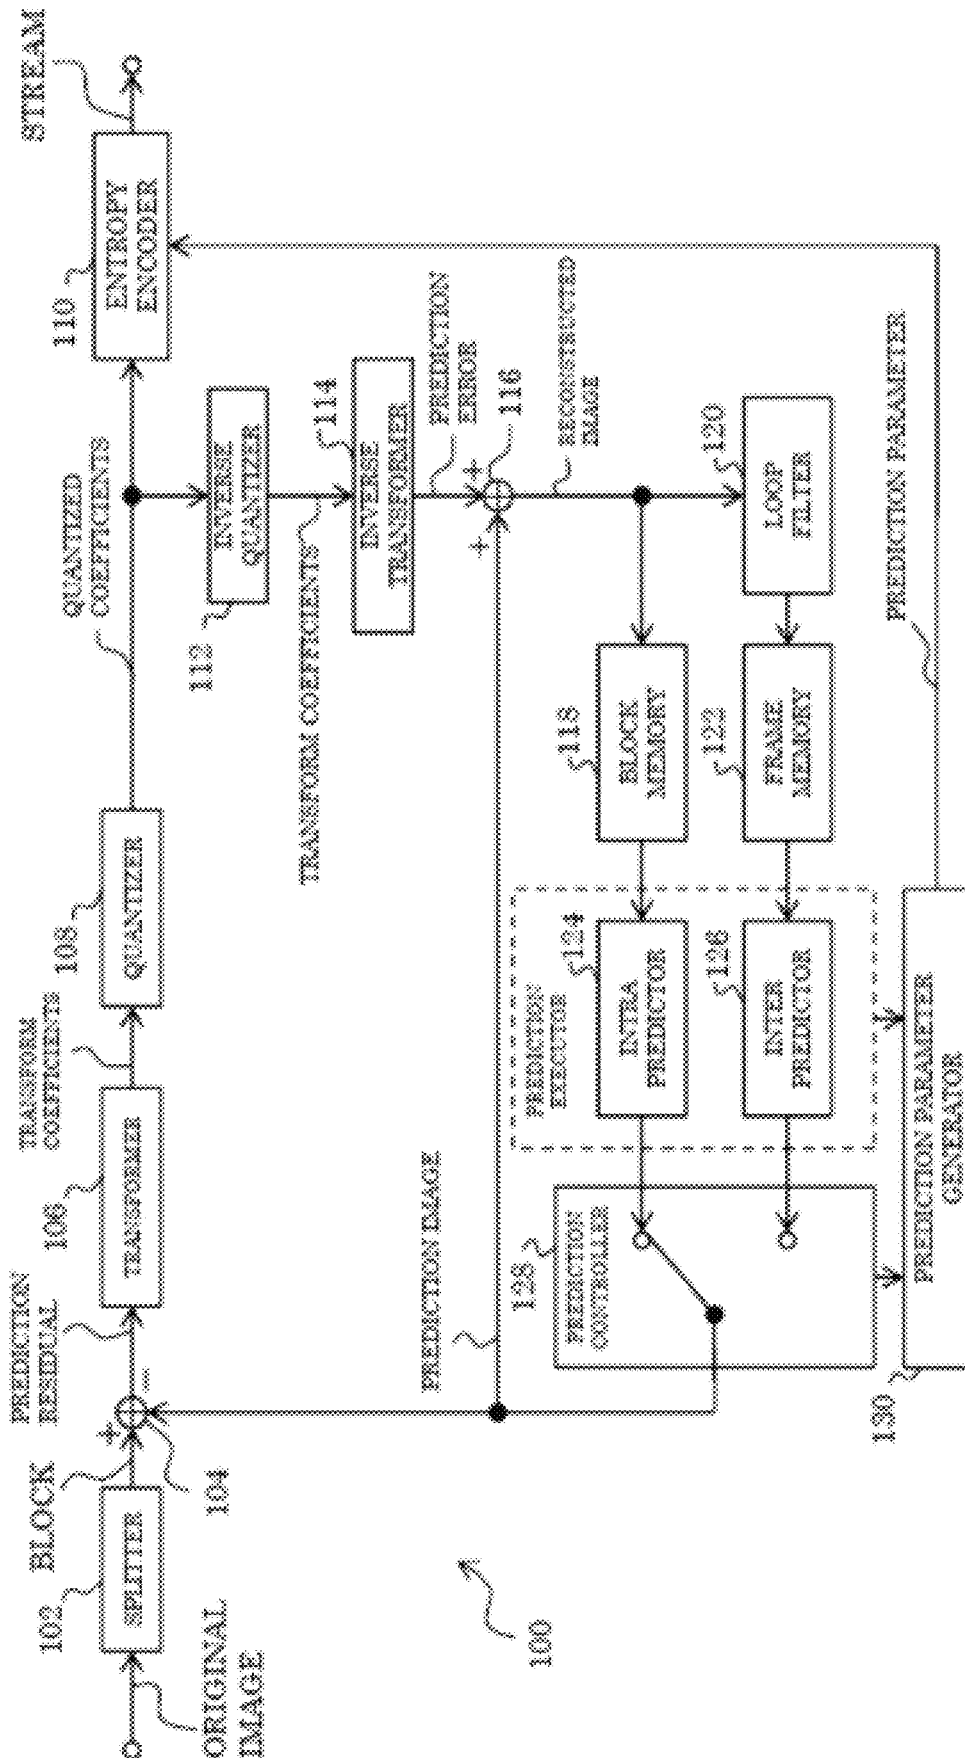 ORIGINAL
IMAGE
102
SPLITTER
BLOCK
104
+
−
PREDICTION
RESIDUAL
106
TRANSFORMER
TRANSFORM
COEFFICIENTS
108
QUANTIZER
QUANTIZED
COEFFICIENTS
110
ENTROPY
ENCODER
STREAM
112
INVERSE
QUANTIZER
TRANSFORM COEFFICIENTS
114
INVERSE
TRANSFORMER
PREDICTION
ERROR
+
+
116
RECONSTRUCTED
IMAGE
PREDICTION IMAGE
118
BLOCK
MEMORY
120
LOOP
FILTER
122
FRAME
MEMORY
PREDICTION
EXECUTOR
124
INTRA
PREDICTOR
126
INTER
PREDICTOR
128
PREDICTION
CONTROLLER
130
PREDICTION PARAMETER
GENERATOR
PREDICTION PARAMETER
100